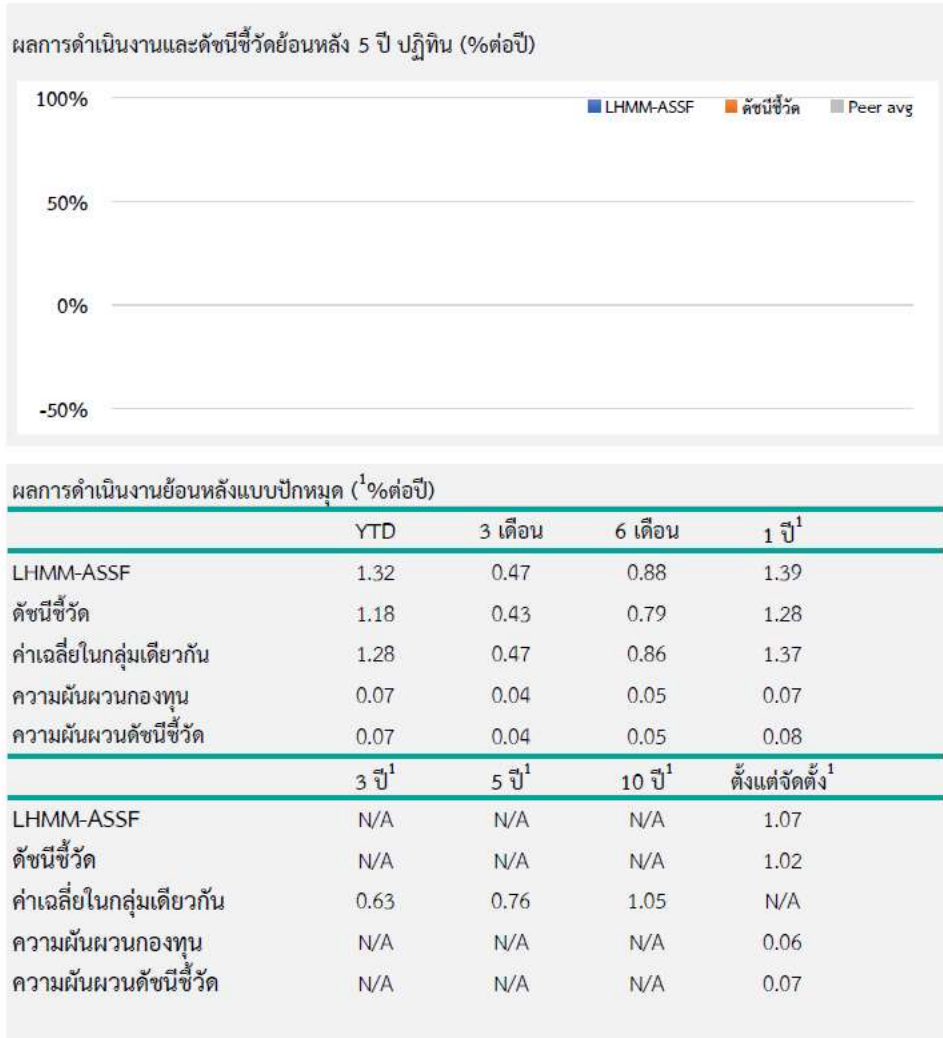 ผลการดำเนินงานและดัชนีชี้วัดย้อนหลัง 5 ปี ปฏิทิน (%ต่อปี)
100%
LHMM-ASSF ดัชนีชี้วัด Peer avg
50%
0%
-50%
ผลการดำเนินงานย้อนหลังแบบปักหมุด (¹%ต่อปี)
YTD 3 เดือน 6 เดือน 1 ปี¹
LHMM-ASSF 1.32 0.47 0.88 1.39
ดัชนีชี้วัด 1.18 0.43 0.79 1.28
ค่าเฉลี่ยในกลุ่มเดียวกัน 1.28 0.47 0.86 1.37
ความผันผวนกองทุน 0.07 0.04 0.05 0.07
ความผันผวนดัชนีชี้วัด 0.07 0.04 0.05 0.08
3 ปี¹ 5 ปี¹ 10 ปี¹ ตั้งแต่จัดตั้ง¹
LHMM-ASSF N/A N/A N/A 1.07
ดัชนีชี้วัด N/A N/A N/A 1.02
ค่าเฉลี่ยในกลุ่มเดียวกัน 0.63 0.76 1.05 N/A
ความผันผวนกองทุน N/A N/A N/A 0.06
ความผันผวนดัชนีชี้วัด N/A N/A N/A 0.07